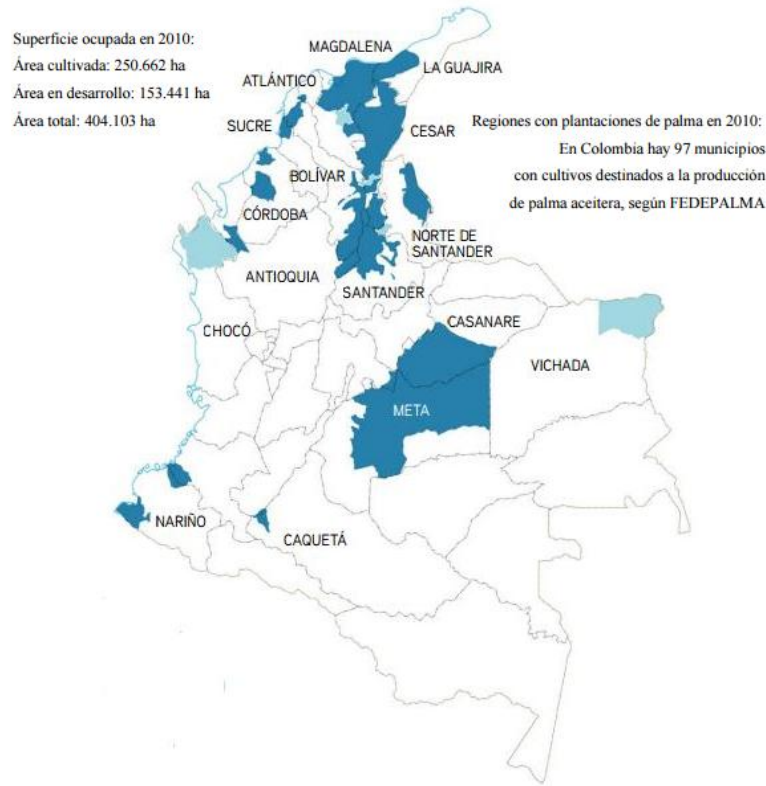 Superficie ocupada en 2010:
Área cultivada: 250.662 ha
Área en desarrollo: 153.441 ha
Área total: 404.103 ha
MAGDALENA
LA GUAJIRA
ATLÁNTICO
SUCRE
CESAR
Regiones con plantaciones de palma en 2010:
En Colombia hay 97 municipios
con cultivos destinados a la producción
de palma aceitera, según FEDEPALMA
BOLÍVAR
CÓRDOBA
NORTE DE
SANTANDER
ANTIOQUIA
SANTANDER
CHOCÓ
CASANARE
VICHADA
META
NARIÑO
CAQUETÁ